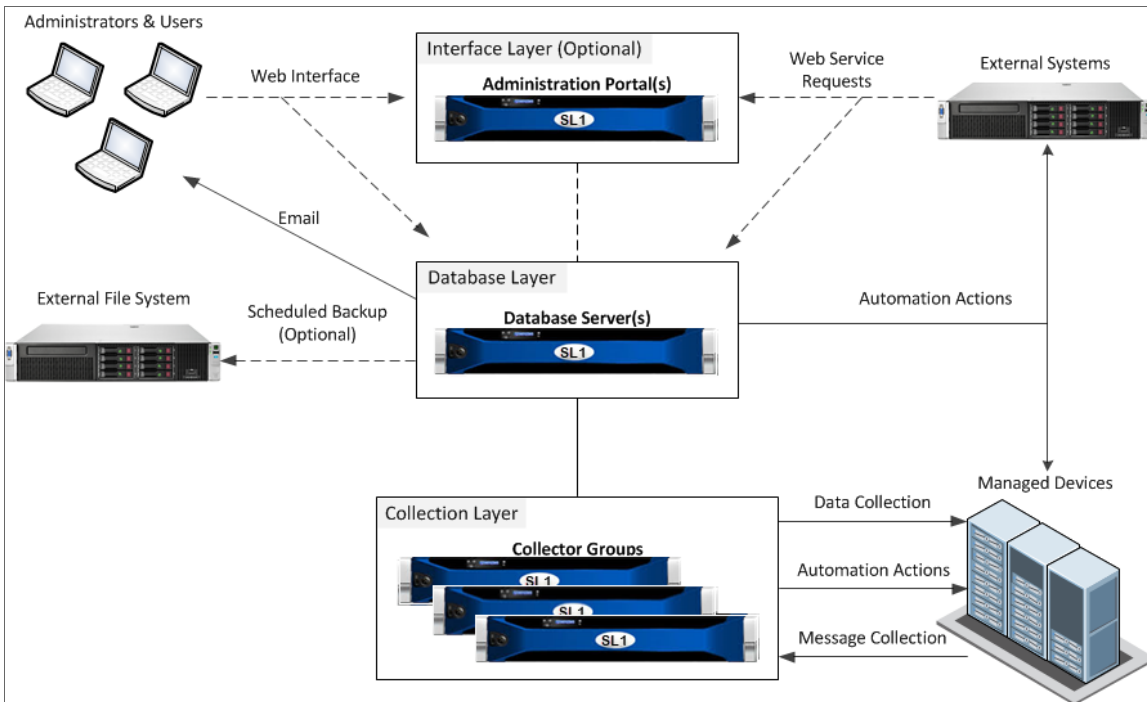 Administrators & Users
Interface Layer (Optional)
Web Interface
Administration Portal(s)
SL1
Web Service
Requests
External Systems
Email
Database Layer
Database Server(s)
SL1
External File System
Scheduled Backup
(Optional)
Automation Actions
Managed Devices
Collection Layer
Collector Groups
SL1
SL1
SL1
Data Collection
Automation Actions
Message Collection